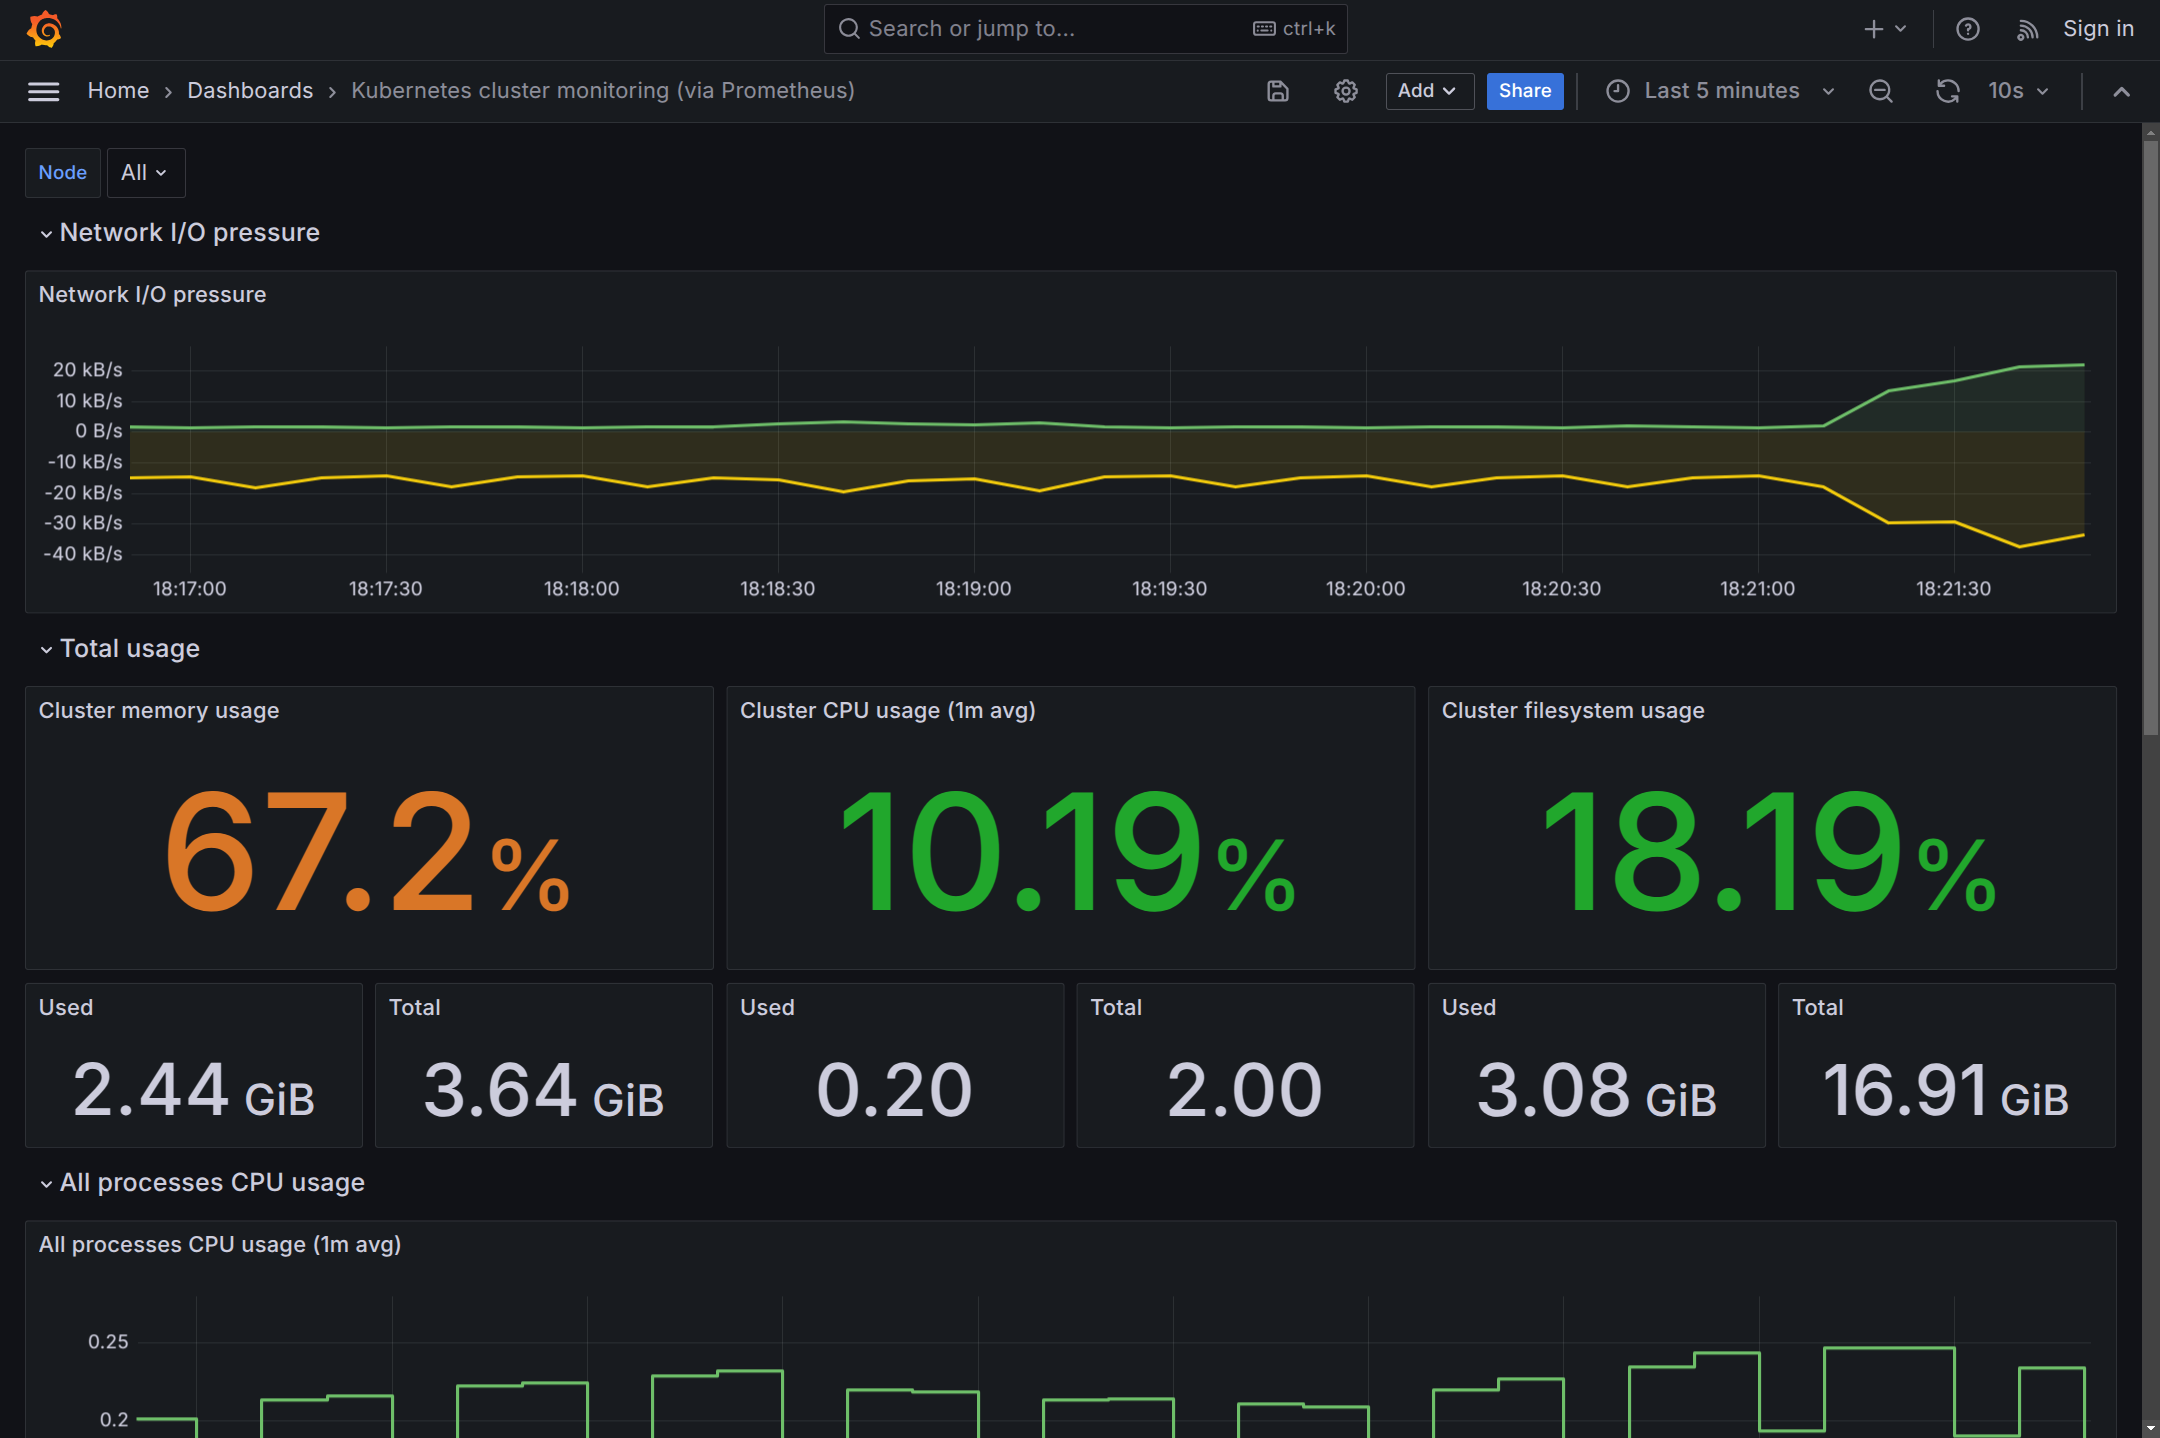 Search or jump to...
ctrl+k
Sign in
Home
Dashboards
Kubernetes cluster monitoring (via Prometheus)
Add
Share
Last 5 minutes
10s
Node
All
Network I/O pressure
Network I/O pressure
20 kB/s
10 kB/s
0 B/s
-10 kB/s
-20 kB/s
-30 kB/s
-40 kB/s
18:17:00
18:17:30
18:18:00
18:18:30
18:19:00
18:19:30
18:20:00
18:20:30
18:21:00
18:21:30
Total usage
Cluster memory usage
67.2%
Cluster CPU usage (1m avg)
10.19%
Cluster filesystem usage
18.19%
Used
2.44 GiB
Total
3.64 GiB
Used
0.20
Total
2.00
Used
3.08 GiB
Total
16.91 GiB
All processes CPU usage
All processes CPU usage (1m avg)
0.25
0.2